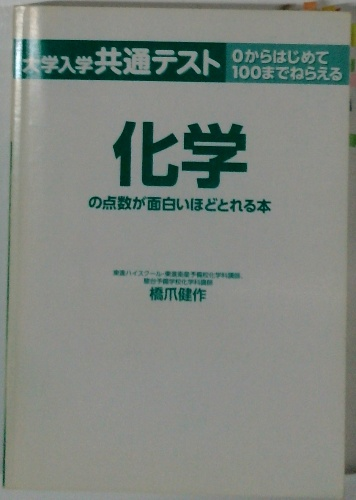 大学入学共通テスト
0からはじめて
100までねらえる
化学
の点数が面白いほどとれる本
東進ハイスクール・東進衛星予備校化学科講師、
駿台予備学校化学科講師
橋爪健作